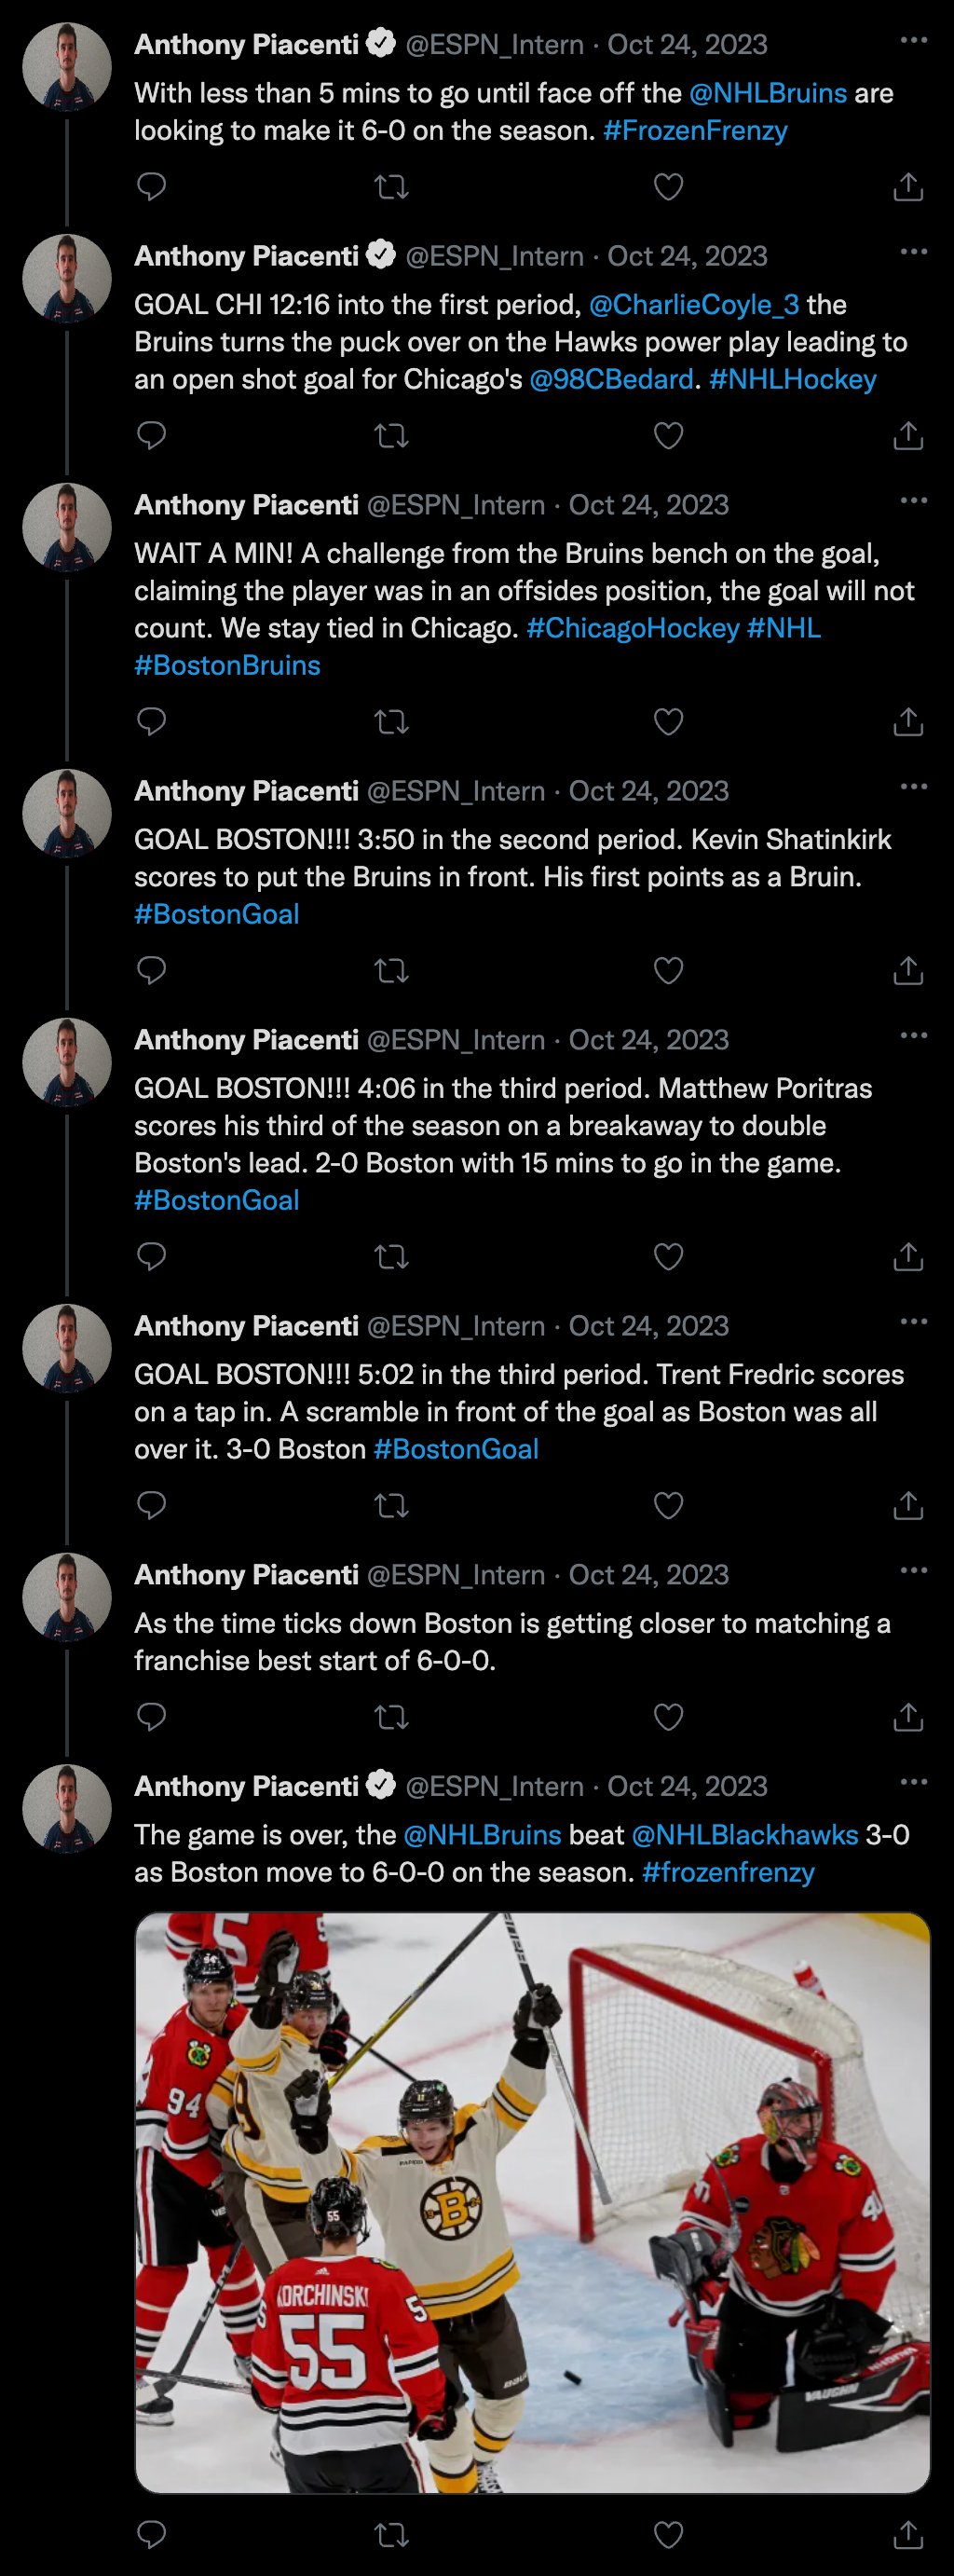 Anthony Piacenti @ESPN_Intern · Oct 24, 2023
With less than 5 mins to go until face off the @NHLBruins are
looking to make it 6-0 on the season. #FrozenFrenzy
Anthony Piacenti @ESPN_Intern · Oct 24, 2023
GOAL CHI 12:16 into the first period, @CharlieCoyle_3 the
Bruins turns the puck over on the Hawks power play leading to
an open shot goal for Chicago's @98CBedard. #NHLHockey
Anthony Piacenti @ESPN_Intern · Oct 24, 2023
WAIT A MIN! A challenge from the Bruins bench on the goal,
claiming the player was in an offsides position, the goal will not
count. We stay tied in Chicago. #ChicagoHockey #NHL
#BostonBruins
Anthony Piacenti @ESPN_Intern · Oct 24, 2023
GOAL BOSTON!!! 3:50 in the second period. Kevin Shatinkirk
scores to put the Bruins in front. His first points as a Bruin.
#BostonGoal
Anthony Piacenti @ESPN_Intern · Oct 24, 2023
GOAL BOSTON!!! 4:06 in the third period. Matthew Poritras
scores his third of the season on a breakaway to double
Boston's lead. 2-0 Boston with 15 mins to go in the game.
#BostonGoal
Anthony Piacenti @ESPN_Intern · Oct 24, 2023
GOAL BOSTON!!! 5:02 in the third period. Trent Fredric scores
on a tap in. A scramble in front of the goal as Boston was all
over it. 3-0 Boston #BostonGoal
Anthony Piacenti @ESPN_Intern · Oct 24, 2023
As the time ticks down Boston is getting closer to matching a
franchise best start of 6-0-0.
Anthony Piacenti @ESPN_Intern · Oct 24, 2023
The game is over, the @NHLBruins beat @NHLBlackhawks 3-0
as Boston move to 6-0-0 on the season. #frozenfrenzy
94
B
55
KORCHINSKI
55
5
VAUGHN